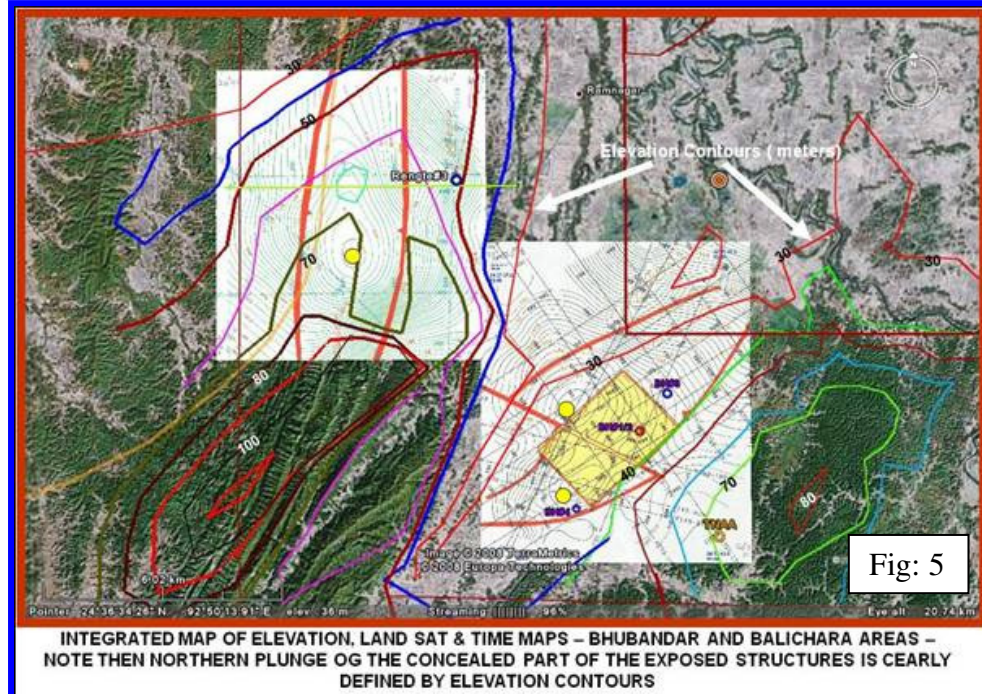 30
50
Ramnagar
Elevation Contours ( meters)
Rengte#3
70
30
30
80
30
100
40
70
80
TNAA
Fig: 5
Image © 2008 TerraMetrics
© 2008 Europa Technologies
6.02 km
Pointer 24°36'34.26" N 92°50'13.91" E elev 36 m Streaming 96% Eye alt 20.74 km
INTEGRATED MAP OF ELEVATION, LAND SAT & TIME MAPS – BHUBANDAR AND BALICHARA AREAS –
NOTE THEN NORTHERN PLUNGE OG THE CONCEALED PART OF THE EXPOSED STRUCTURES IS CEARLY
DEFINED BY ELEVATION CONTOURS